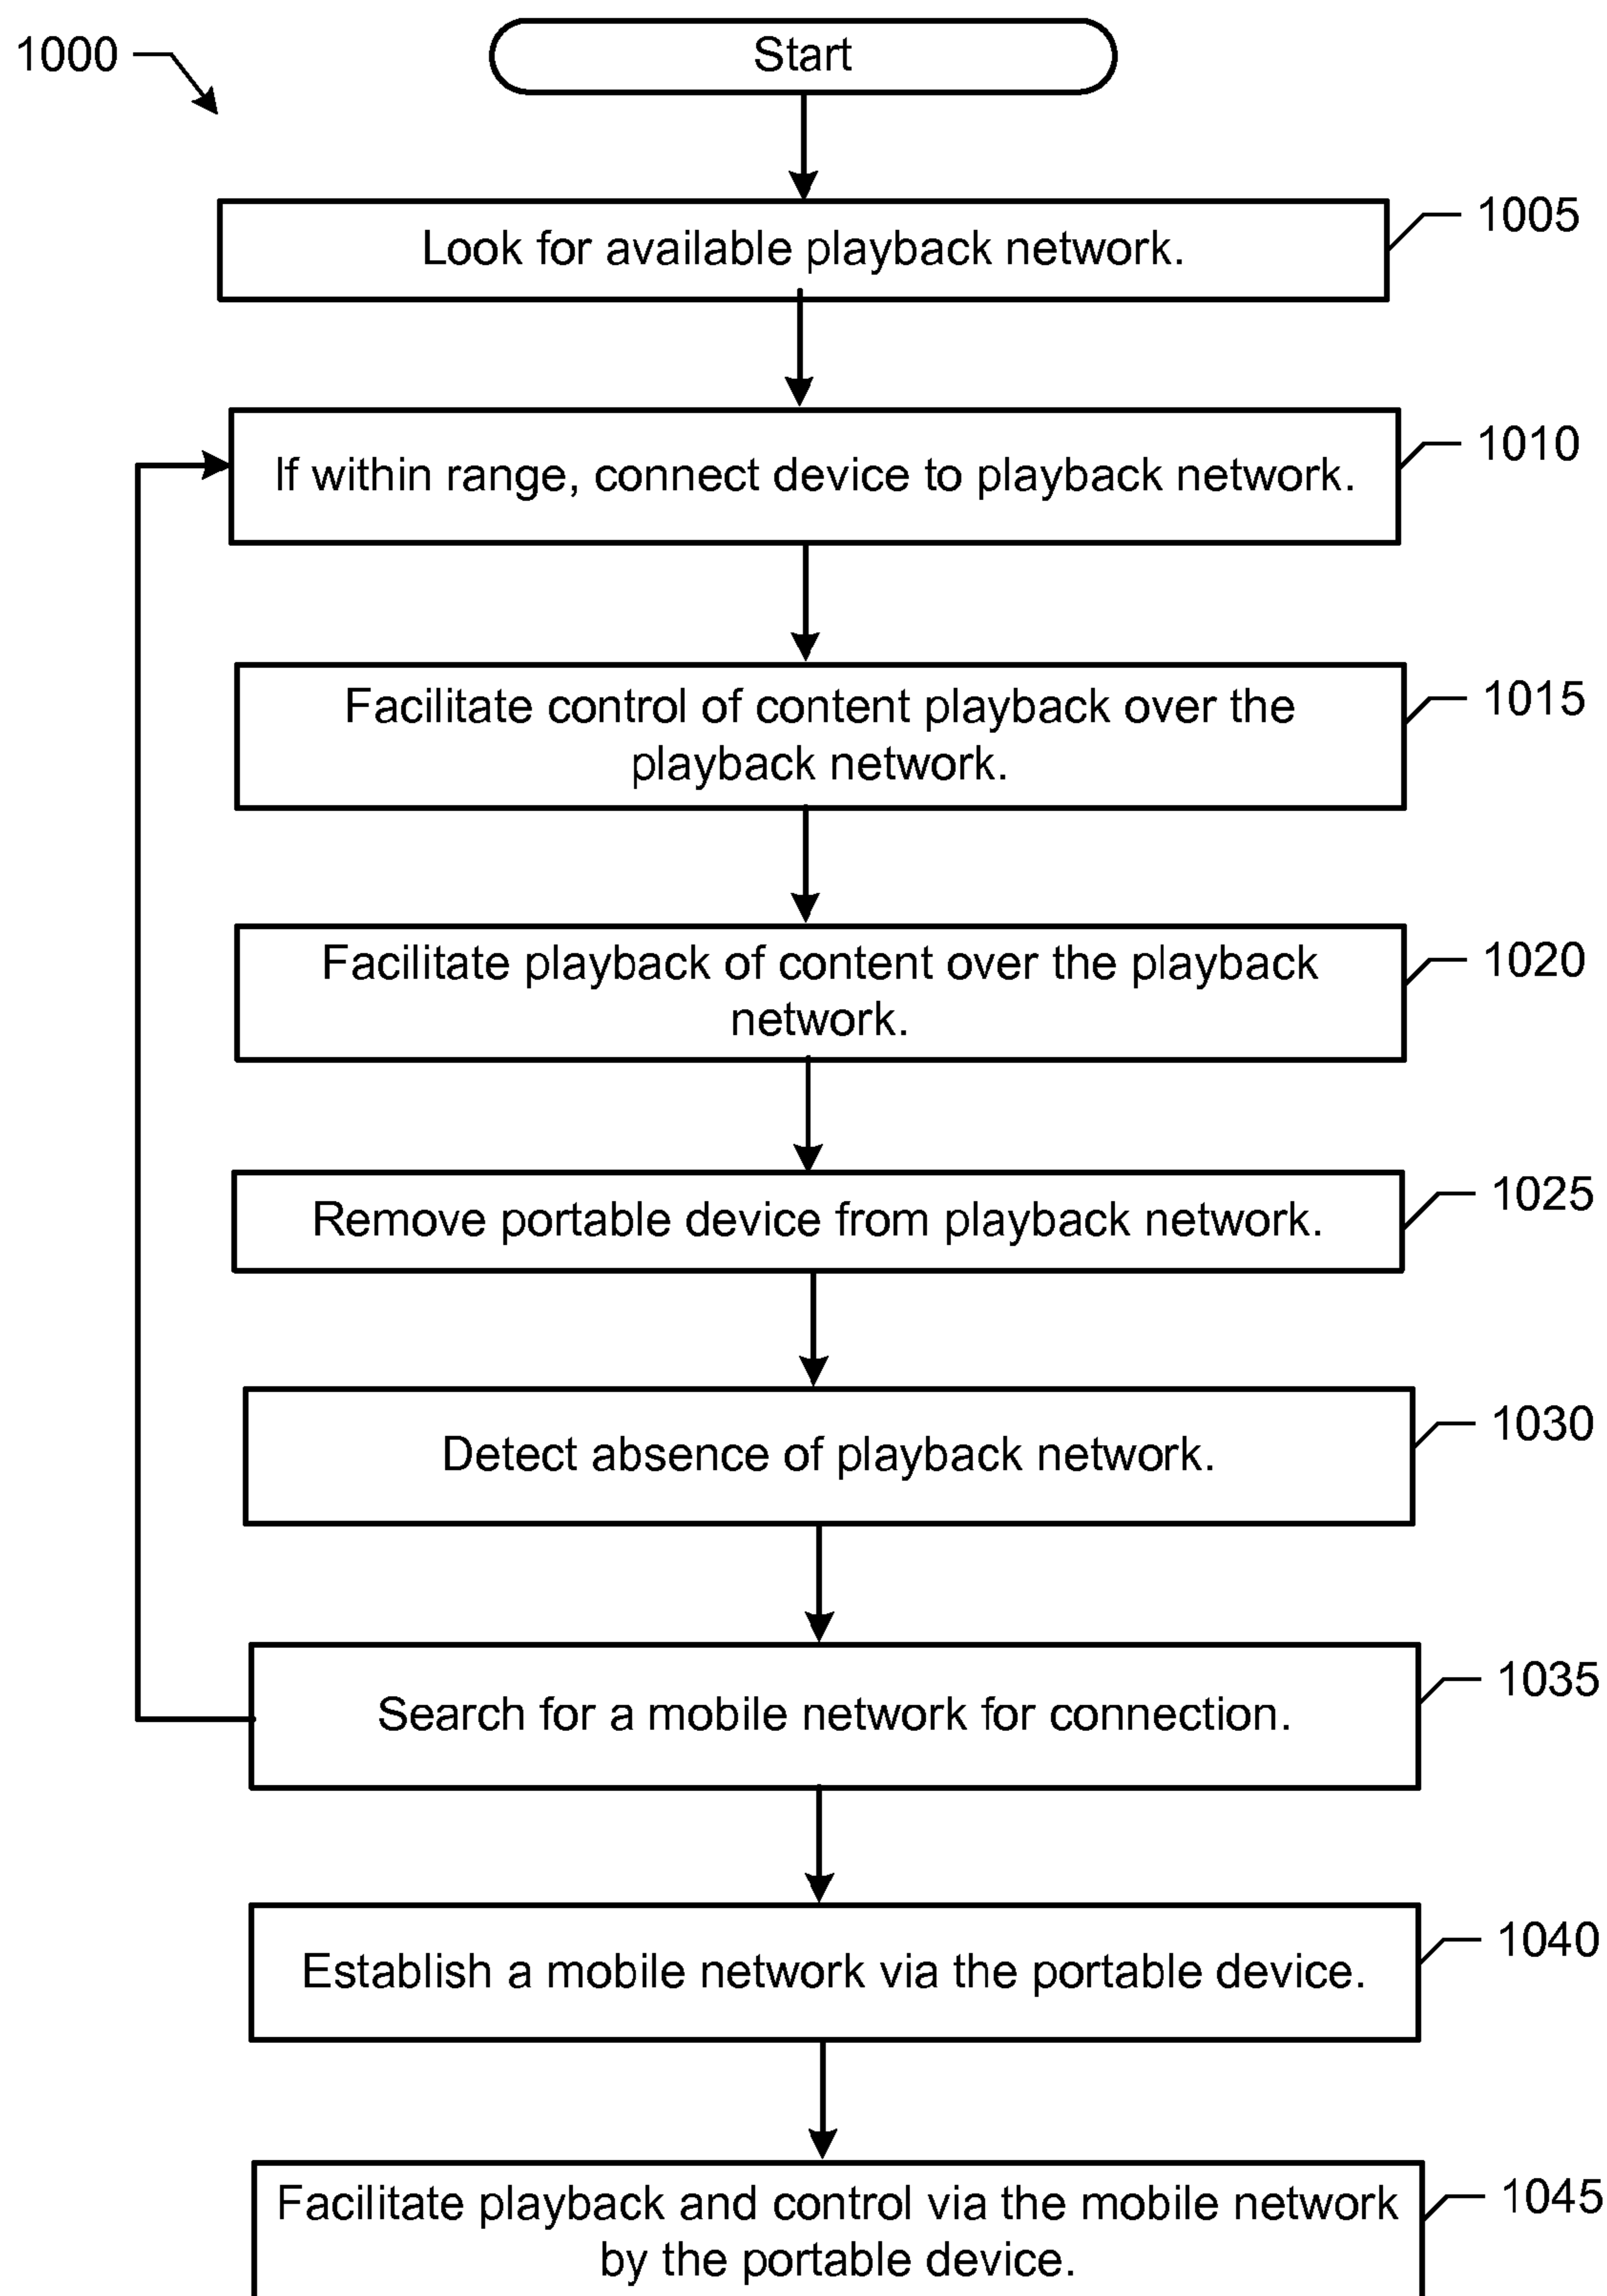 1000
Start
Look for available playback network.
1005
If within range, connect device to playback network.
1010
Facilitate control of content playback over the
playback network.
1015
Facilitate playback of content over the playback
network.
1020
Remove portable device from playback network.
1025
Detect absence of playback network.
1030
Search for a mobile network for connection.
1035
Establish a mobile network via the portable device.
1040
Facilitate playback and control via the mobile network
by the portable device.
1045